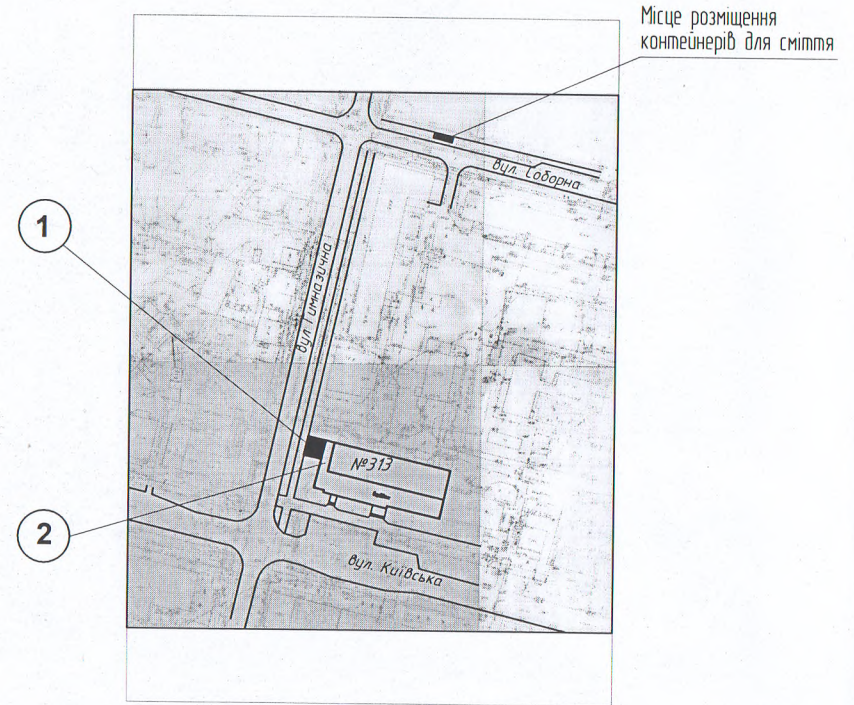 Місце розміщення
контейнерів для сміття
вул. Соборна
1
вул Гимназична
№313
2
вул. Київська